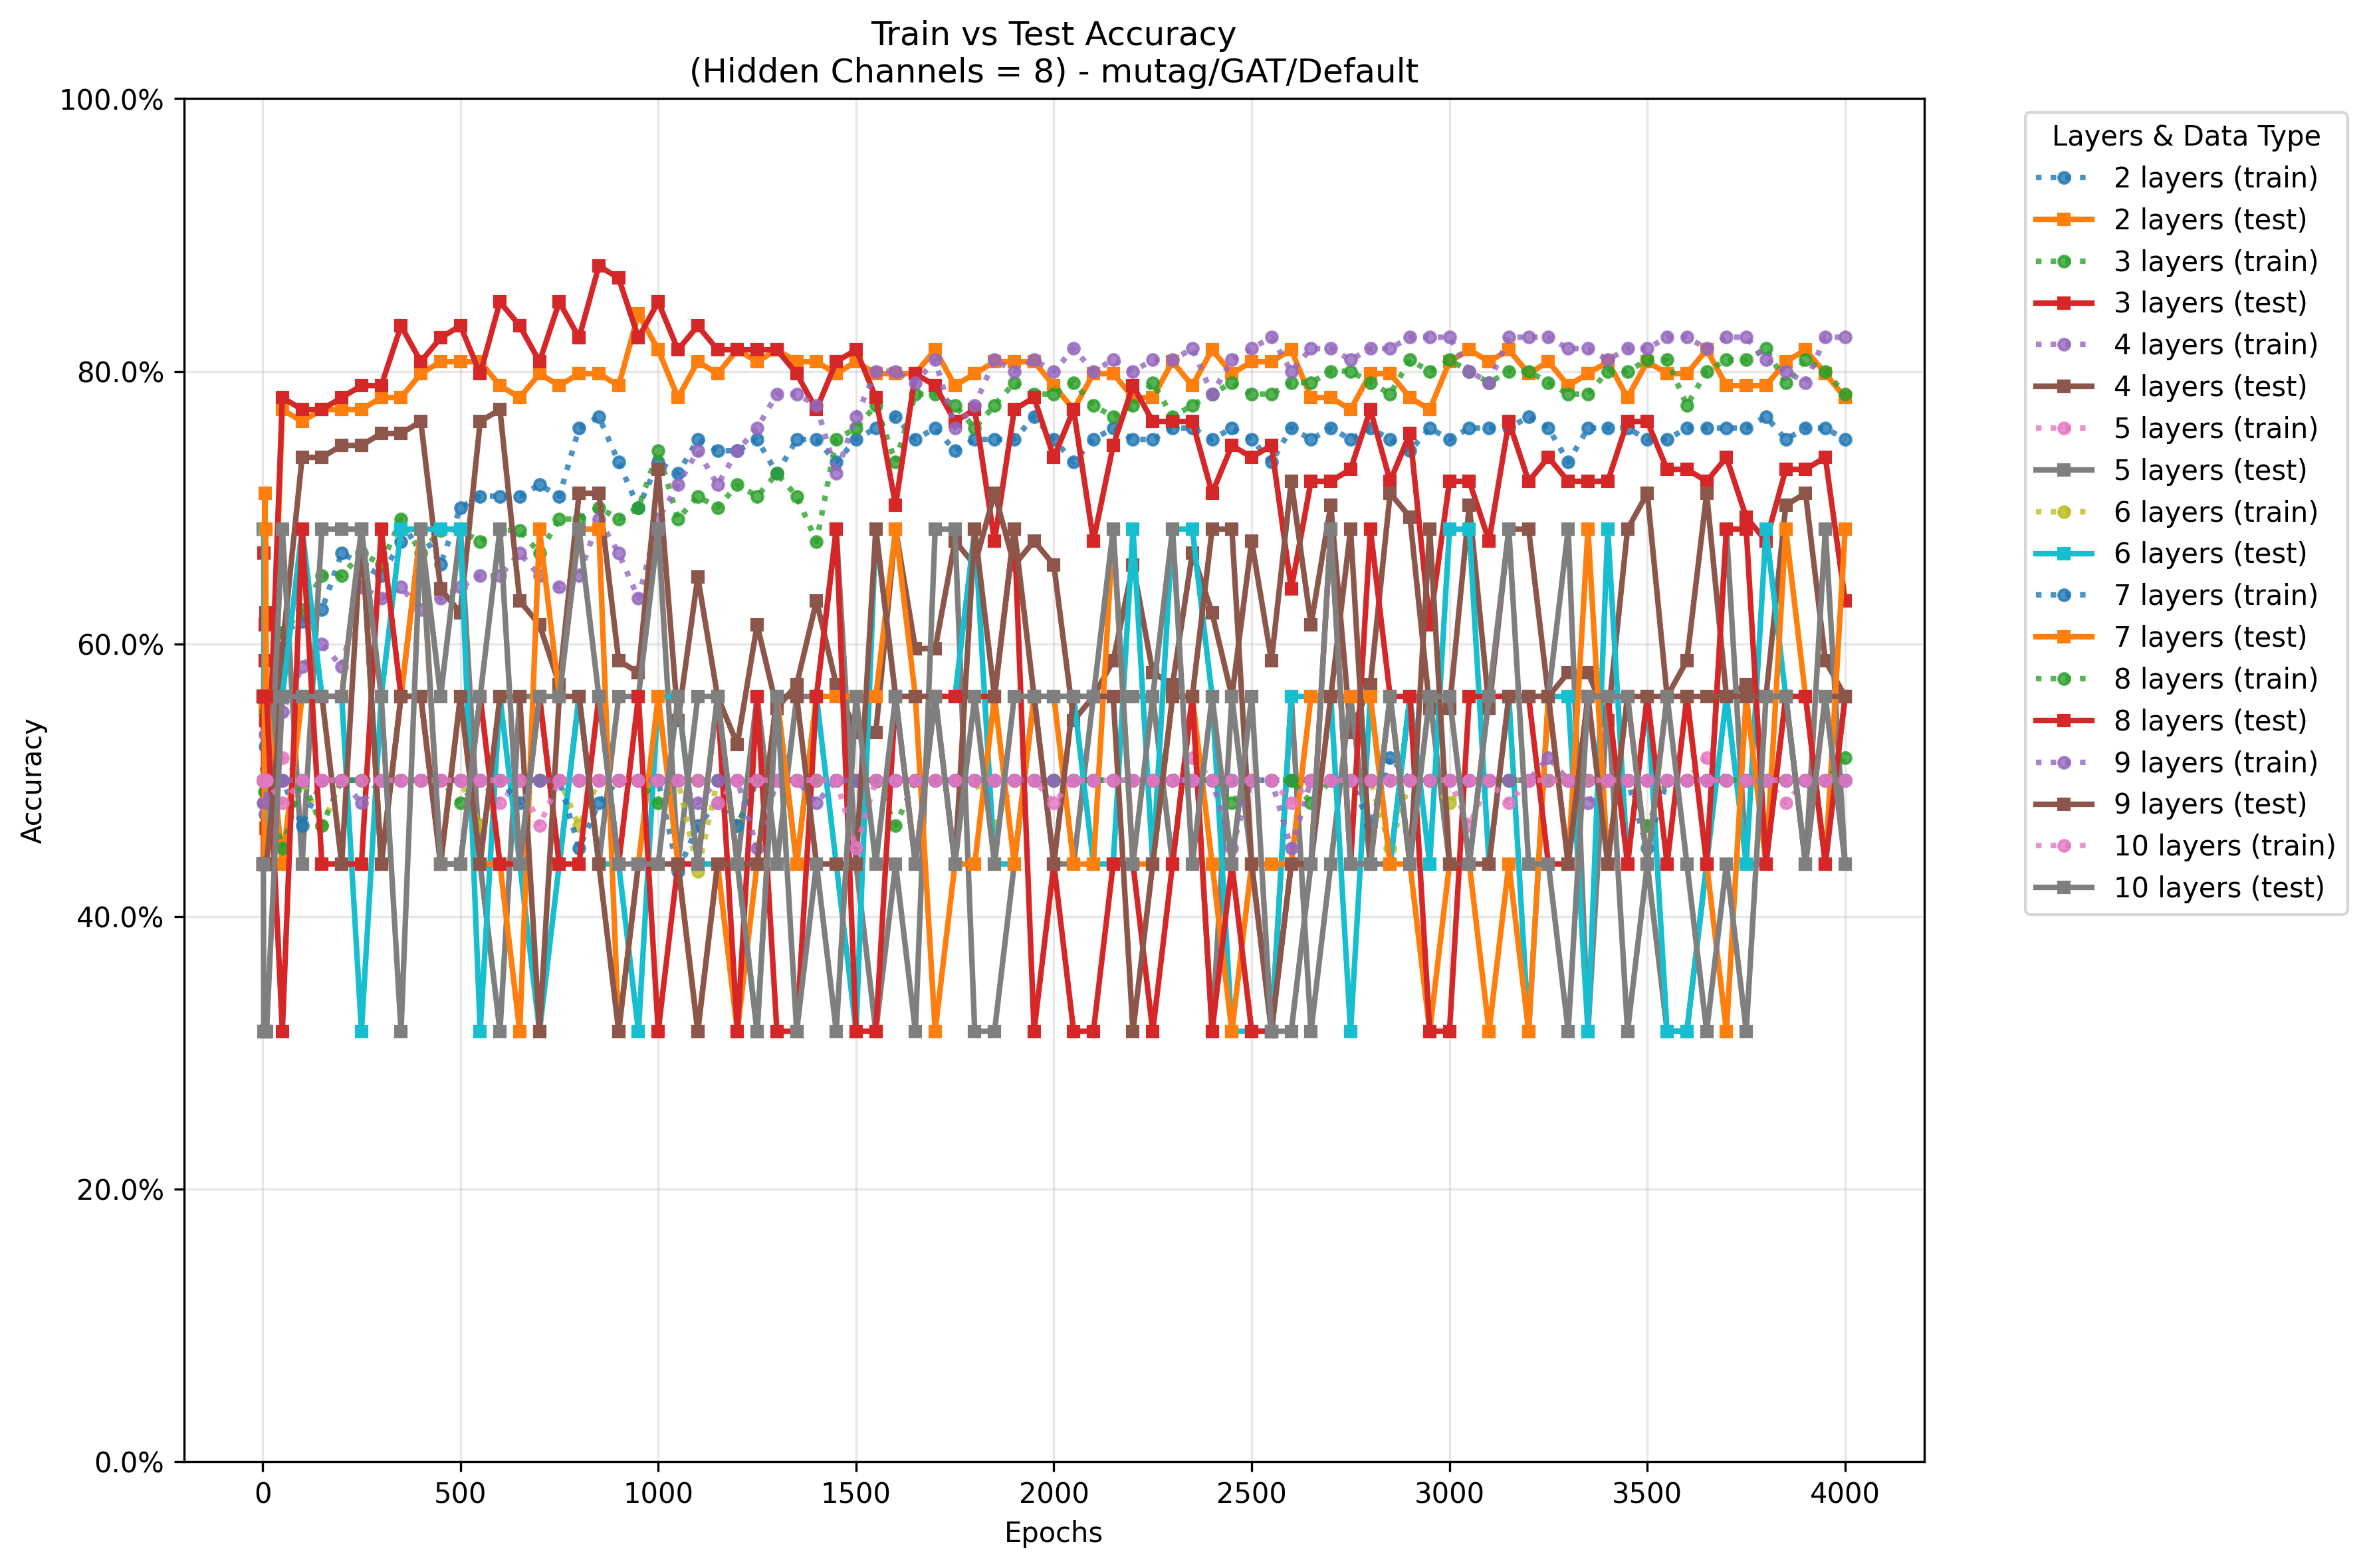 Train vs Test Accuracy
(Hidden Channels = 8) - mutag/GAT/Default
100.0%
80.0%
60.0%
40.0%
20.0%
0.0%
Accuracy
0 500 1000 1500 2000 2500 3000 3500 4000
Epochs
Layers & Data Type
2 layers (train)
2 layers (test)
3 layers (train)
3 layers (test)
4 layers (train)
4 layers (test)
5 layers (train)
5 layers (test)
6 layers (train)
6 layers (test)
7 layers (train)
7 layers (test)
8 layers (train)
8 layers (test)
9 layers (train)
9 layers (test)
10 layers (train)
10 layers (test)